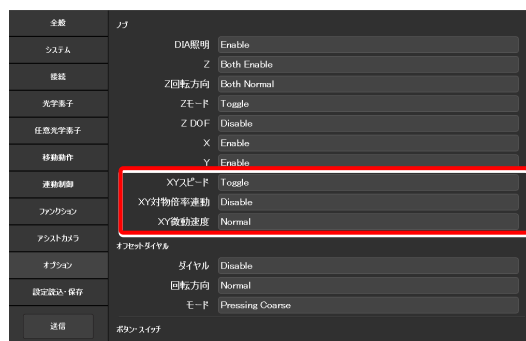 全般
システム
接続
光学素子
任意光学素子
移動動作
連動制御
ファンクション
アシストカメラ
オプション
設定読込・保存
送信
ノブ
DIA照明 Enable
Z Both Enable
Z回転方向 Both Normal
Zモード Toggle
Z DOF Disable
X Enable
Y Enable
XYスピード Toggle
XY対物倍率連動 Disable
XY微動速度 Normal
オフセットダイヤル
ダイヤル Disable
回転方向 Normal
モード Pressing Coarse
ボタン・スイッチ